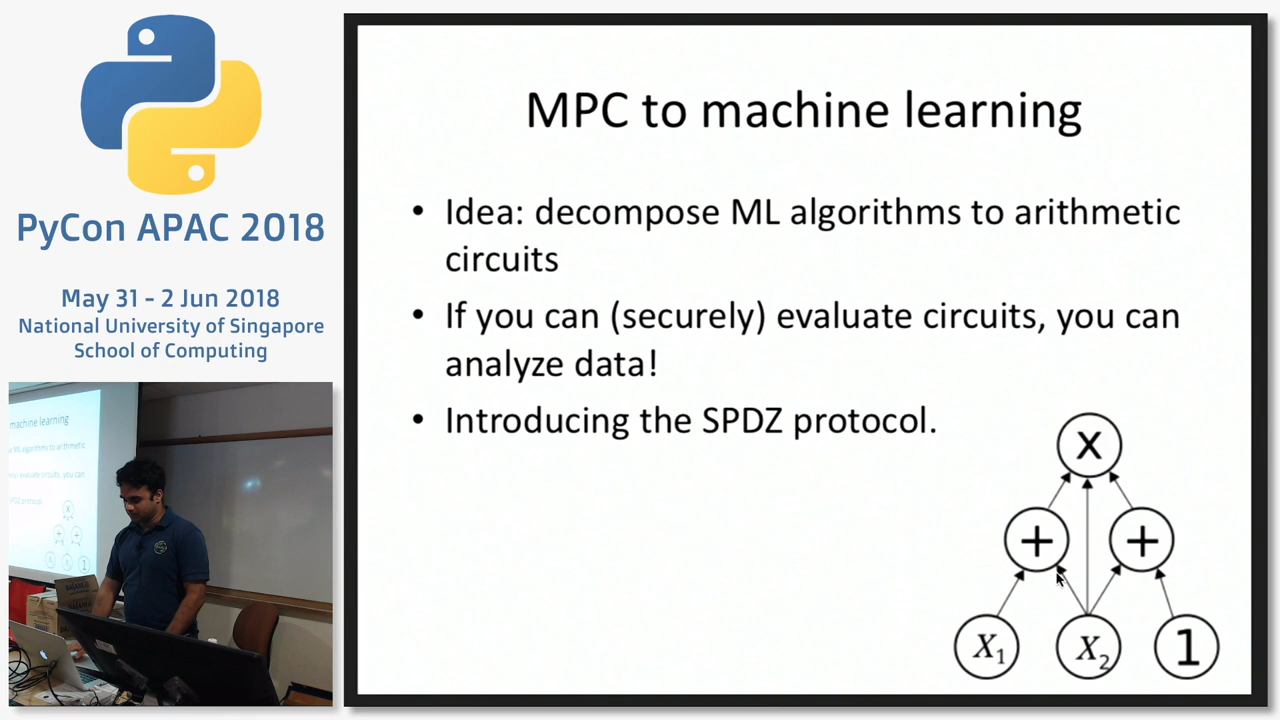 PyCon APAC 2018
May 31 - 2 Jun 2018
National University of Singapore
School of Computing
MPC to machine learning
• Idea: decompose ML algorithms to arithmetic
circuits
• If you can (securely) evaluate circuits, you can
analyze data!
• Introducing the SPDZ protocol.
x
+ +
X₁ X₂ 1
machine learning